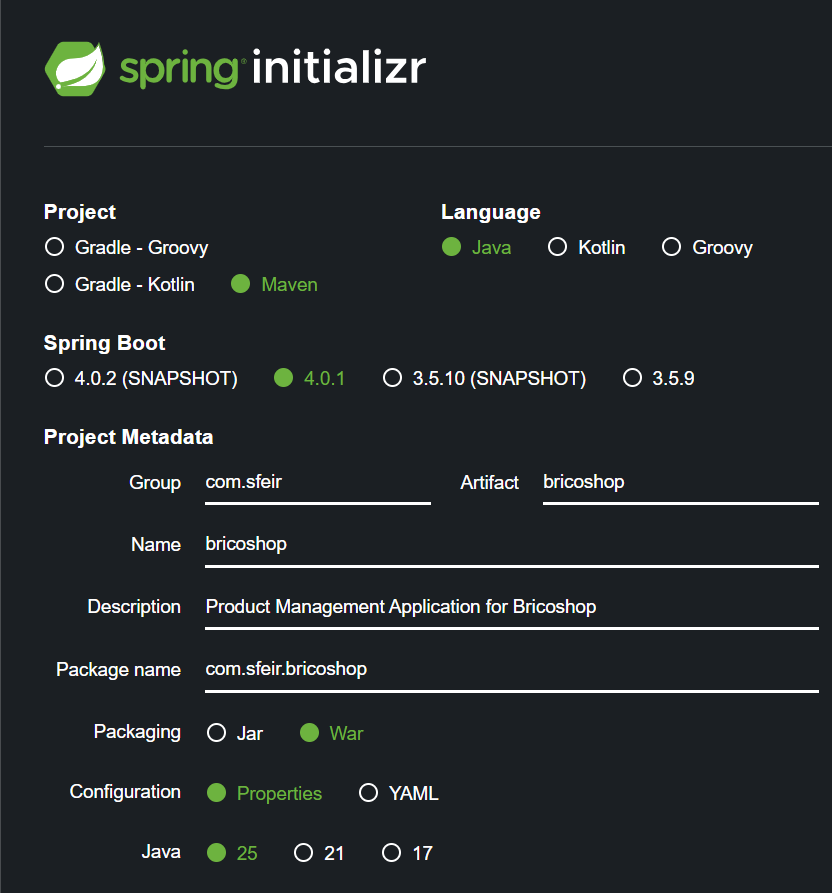 spring initializr
Project
Gradle - Groovy
Gradle - Kotlin Maven
Language
Java Kotlin Groovy
Spring Boot
4.0.2 (SNAPSHOT) 4.0.1 3.5.10 (SNAPSHOT) 3.5.9
Project Metadata
Group com.sfeir Artifact bricoshop
Name bricoshop
Description Product Management Application for Bricoshop
Package name com.sfeir.bricoshop
Packaging Jar War
Configuration Properties YAML
Java 25 21 17